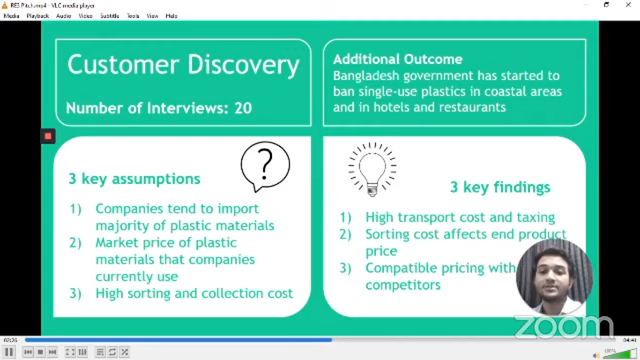 RE3 Pitch.mp4 - VLC media player
Media Playback Audio Video Subtitle Tools View Help
Customer Discovery
Number of Interviews: 20
Additional Outcome
Bangladesh government has started to
ban single-use plastics in coastal areas
and in hotels and restaurants
?
3 key assumptions
1) Companies tend to import
majority of plastic materials
2) Market price of plastic
materials that companies
currently use
3) High sorting and collection cost
3 key findings
1) High transport cost and taxing
2) Sorting cost affects end product
price
3) Compatible pricing with
competitors
zoom
100%